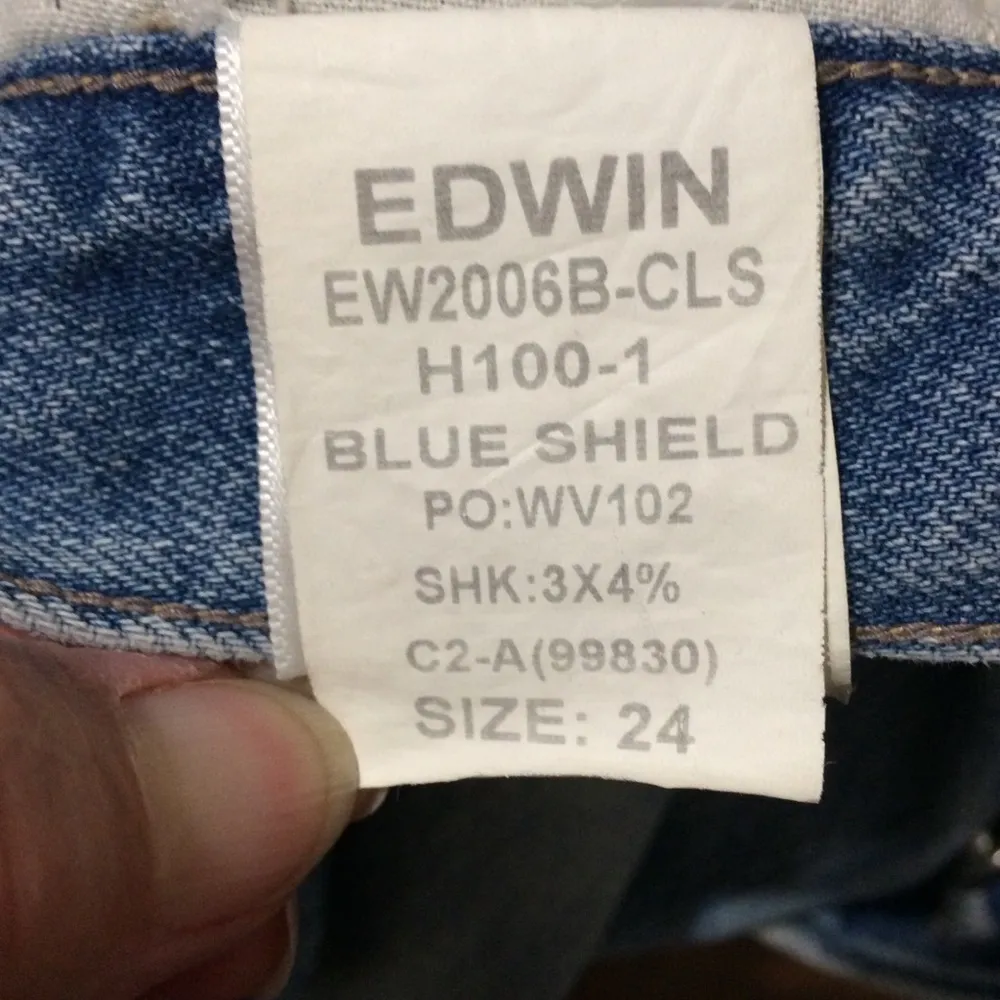 EDWIN
EW2006B-CLS
H100-1
BLUE SHIELD
PO:WV102
SHK:3X4%
C2-A(99830)
SIZE: 24